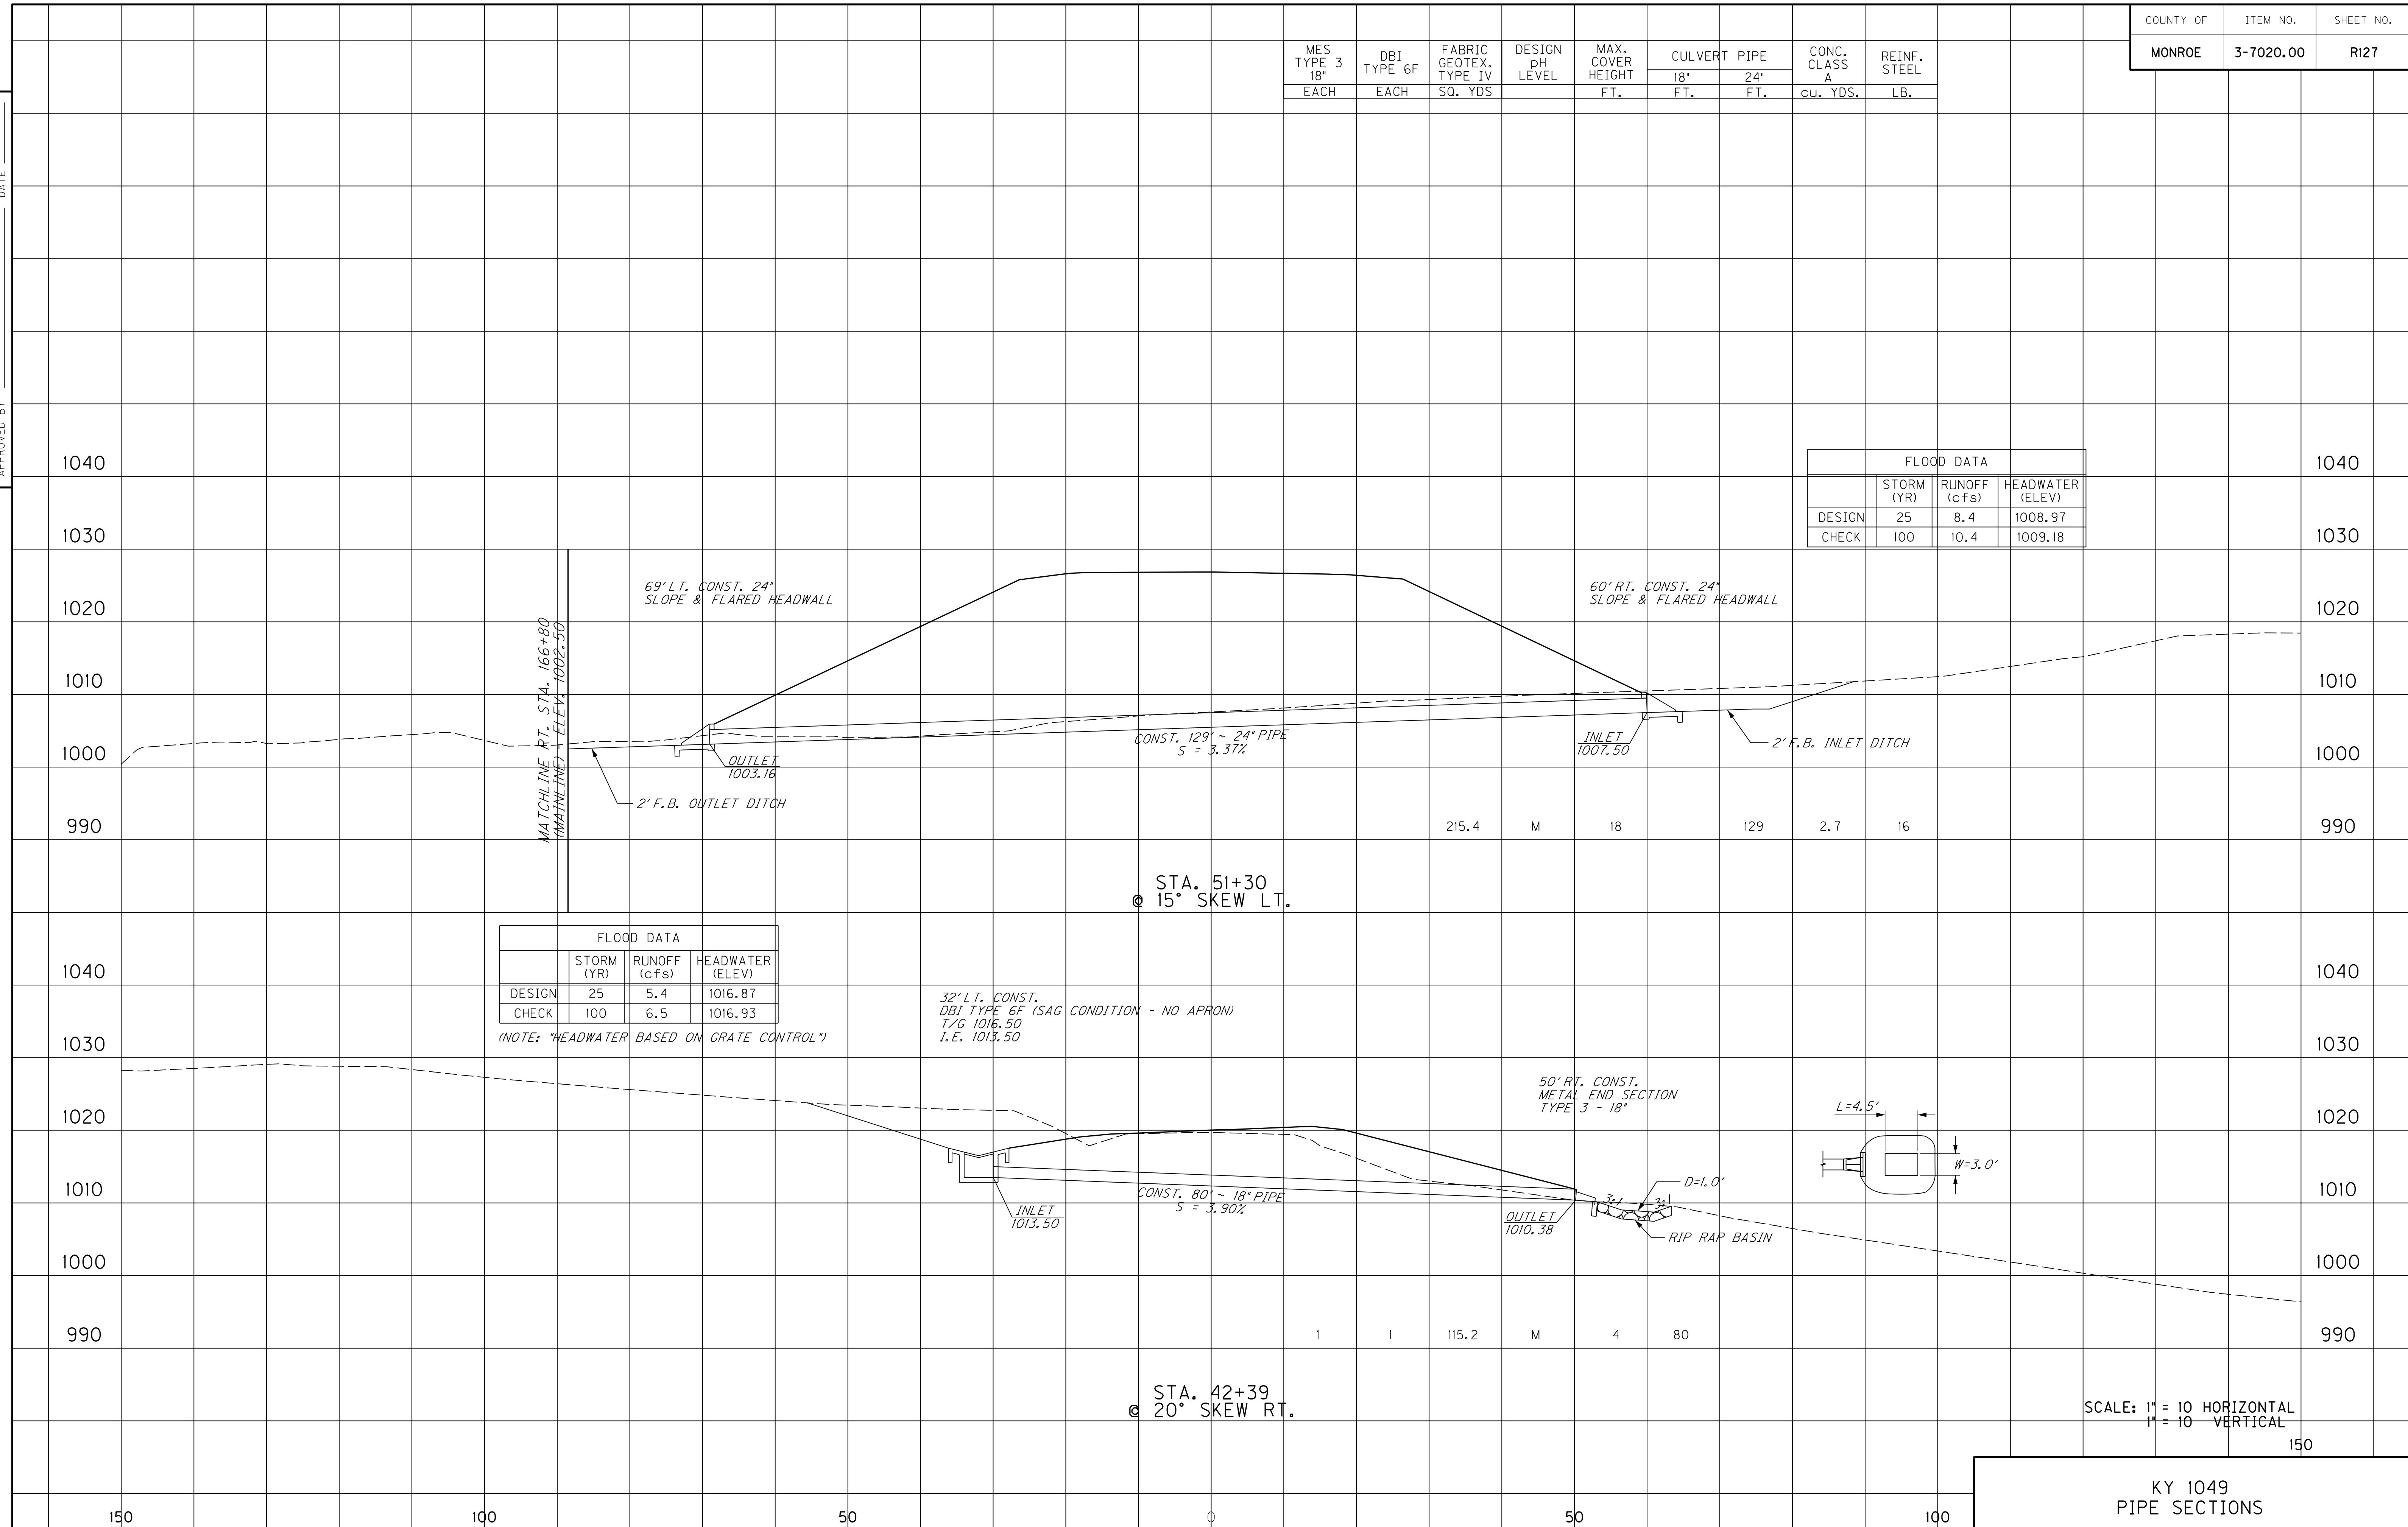 COUNTY OF ITEM NO. SHEET NO.
MONROE 3-7020.00 R127
MES TYPE 3 18" DBI TYPE 6F FABRIC GEOTEX. TYPE IV DESIGN pH LEVEL MAX. COVER HEIGHT CULVERT PIPE 18" 24" CONC. CLASS A REINF. STEEL
EACH EACH SQ. YDS FT. FT. FT. cu. YDS. LB.
DATE
APPROVED BY
1040 1040
FLOOD DATA
STORM (YR) RUNOFF (cfs) HEADWATER (ELEV)
DESIGN 25 8.4 1008.97
CHECK 100 10.4 1009.18
1030 1030
69' LT. CONST. 24"
SLOPE & FLARED HEADWALL
60' RT. CONST. 24"
SLOPE & FLARED HEADWALL
1020 1020
MATCHLINE RT. STA. 166+80
(MAINLINE) ELEV. 1002.50
1010 1010
CONST. 129' ~ 24" PIPE
S = 3.37%
INLET
1007.50
2' F.B. INLET DITCH
1000 1000
OUTLET
1003.16
2' F.B. OUTLET DITCH
990 215.4 M 18 129 2.7 16 990
STA. 51+30
@ 15° SKEW LT.
FLOOD DATA
STORM (YR) RUNOFF (cfs) HEADWATER (ELEV)
DESIGN 25 5.4 1016.87
CHECK 100 6.5 1016.93
(NOTE: "HEADWATER BASED ON GRATE CONTROL")
1040 1040
32' LT. CONST.
DBI TYPE 6F (SAG CONDITION - NO APRON)
T/G 1016.50
I.E. 1013.50
1030 1030
50' RT. CONST.
METAL END SECTION
TYPE 3 - 18"
L=4.5'
1020 1020
W=3.0'
D=1.0'
1010 1010
CONST. 80' ~ 18" PIPE
S = 3.90%
3:1 3:1
INLET
1013.50
OUTLET
1010.38
RIP RAP BASIN
1000 1000
990 1 1 115.2 M 4 80 990
STA. 42+39
@ 20° SKEW RT.
SCALE: 1" = 10 HORIZONTAL
1" = 10 VERTICAL
150
KY 1049
PIPE SECTIONS
150 100 50 0 50 100